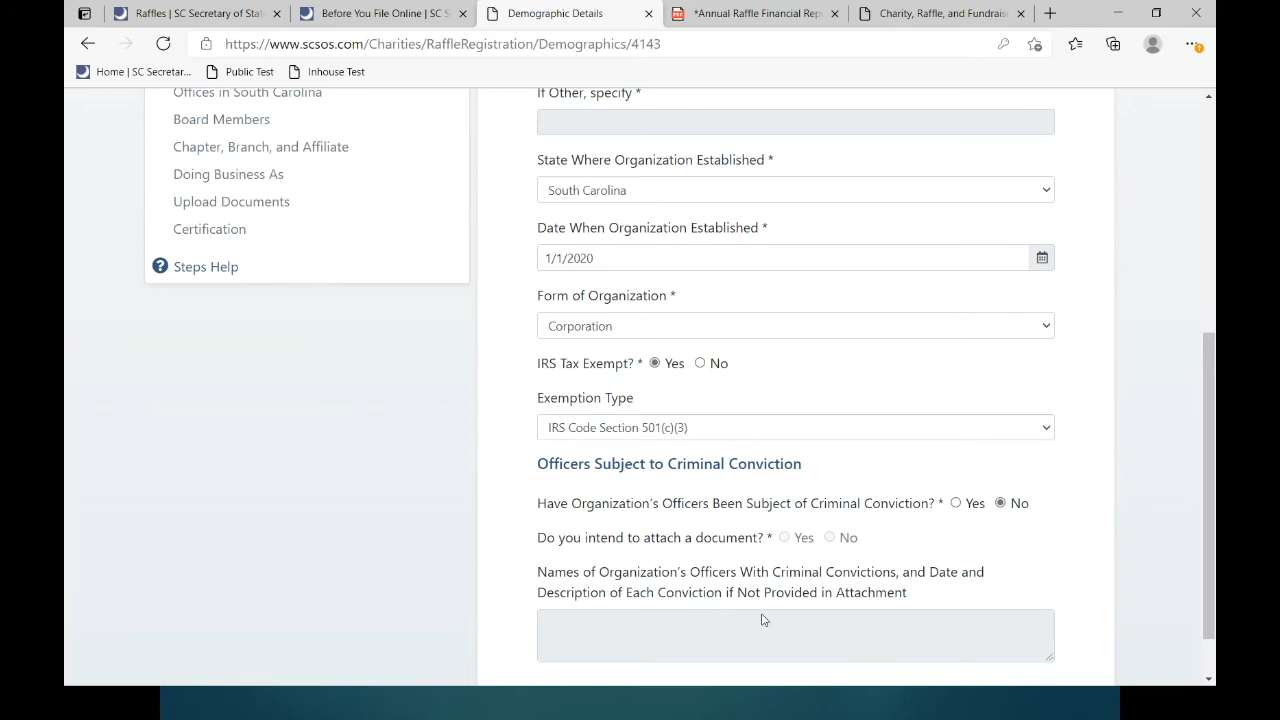 Raffles | SC Secretary of Stat
Before You File Online | SC S
Demographic Details
*Annual Raffle Financial Rep
Charity, Raffle, and Fundraise
https://www.scsos.com/Charities/RaffleRegistration/Demographics/4143
Home | SC Secretar...
Public Test
Inhouse Test
Offices in South Carolina
Board Members
Chapter, Branch, and Affiliate
Doing Business As
Upload Documents
Certification
Steps Help
If Other, specify *
State Where Organization Established *
South Carolina
Date When Organization Established *
1/1/2020
Form of Organization *
Corporation
IRS Tax Exempt? * Yes No
Exemption Type
IRS Code Section 501(c)(3)
Officers Subject to Criminal Conviction
Have Organization's Officers Been Subject of Criminal Conviction? * Yes No
Do you intend to attach a document? * Yes No
Names of Organization's Officers With Criminal Convictions, and Date and
Description of Each Conviction if Not Provided in Attachment